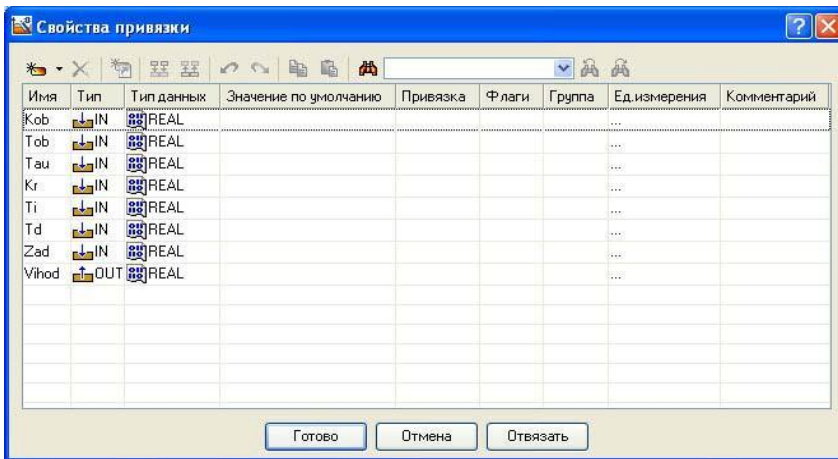 Свойства привязки
Имя Тип Тип данных Значение по умолчанию Привязка Флаги Группа Ед.измерения Комментарий
Kob IN REAL ...
Tob IN REAL ...
Tau IN REAL ...
Kr IN REAL ...
Ti IN REAL ...
Td IN REAL ...
Zad IN REAL ...
Vihod OUT REAL ...
Готово Отмена Отвязать